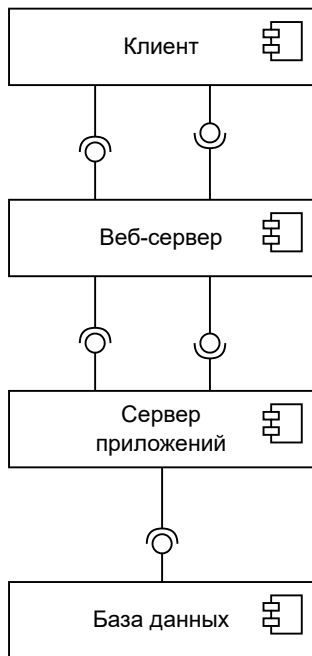 Клиент
Веб-сервер
Сервер
приложений
База данных